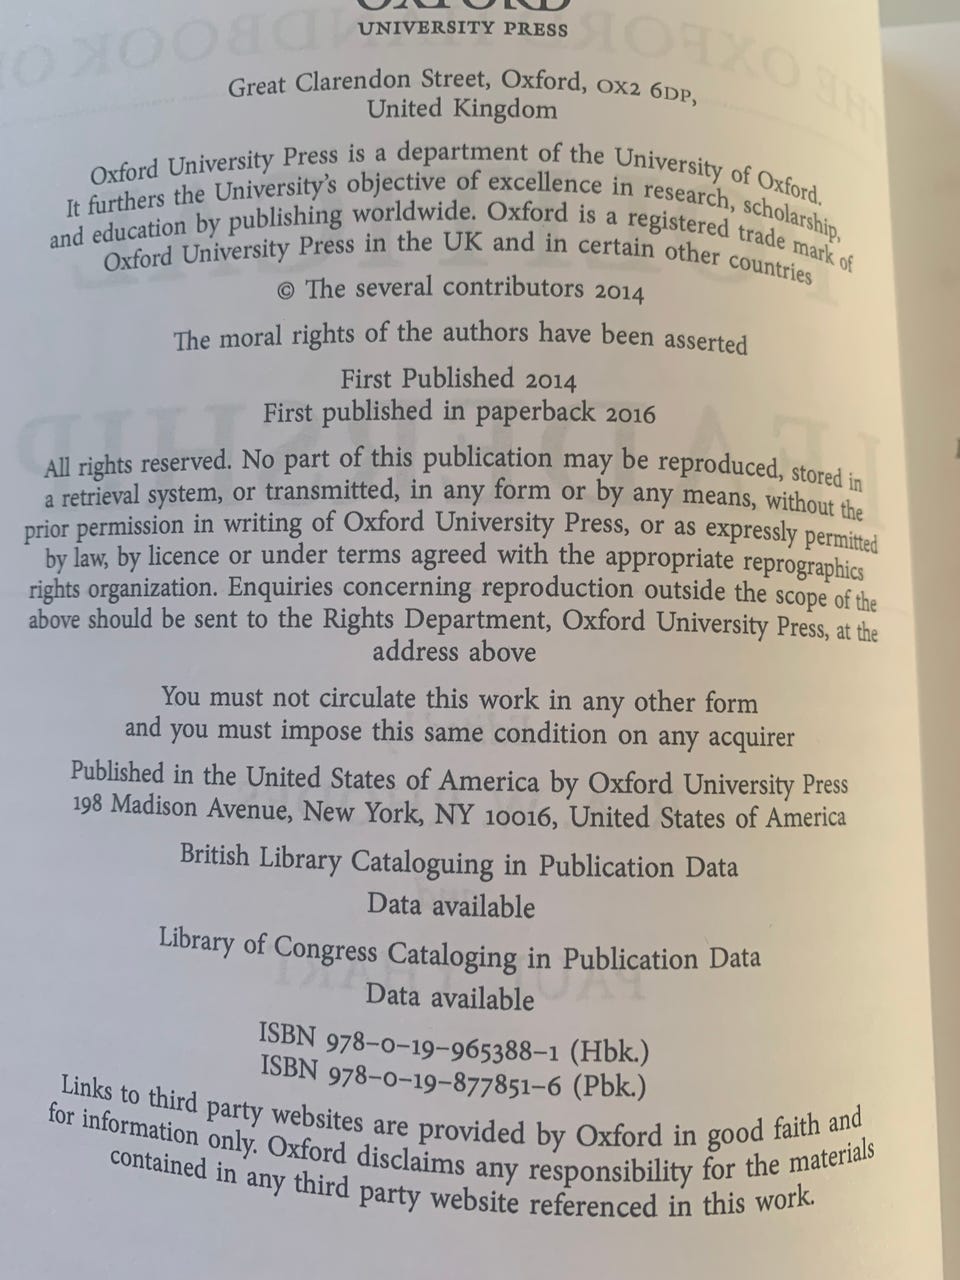 OXFORD
UNIVERSITY PRESS
Great Clarendon Street, Oxford, OX2 6DP,
United Kingdom
Oxford University Press is a department of the University of Oxford.
It furthers the University's objective of excellence in research, scholarship,
and education by publishing worldwide. Oxford is a registered trade mark of
Oxford University Press in the UK and in certain other countries
© The several contributors 2014
The moral rights of the authors have been asserted
First Published 2014
First published in paperback 2016
All rights reserved. No part of this publication may be reproduced, stored in
a retrieval system, or transmitted, in any form or by any means, without the
prior permission in writing of Oxford University Press, or as expressly permitted
by law, by licence or under terms agreed with the appropriate reprographics
rights organization. Enquiries concerning reproduction outside the scope of the
above should be sent to the Rights Department, Oxford University Press, at the
address above
You must not circulate this work in any other form
and you must impose this same condition on any acquirer
Published in the United States of America by Oxford University Press
198 Madison Avenue, New York, NY 10016, United States of America
British Library Cataloguing in Publication Data
Data available
Library of Congress Cataloging in Publication Data
Data available
ISBN 978–0–19–965388–1 (Hbk.)
ISBN 978–0–19–877851–6 (Pbk.)
Links to third party websites are provided by Oxford in good faith and
for information only. Oxford disclaims any responsibility for the materials
contained in any third party website referenced in this work.